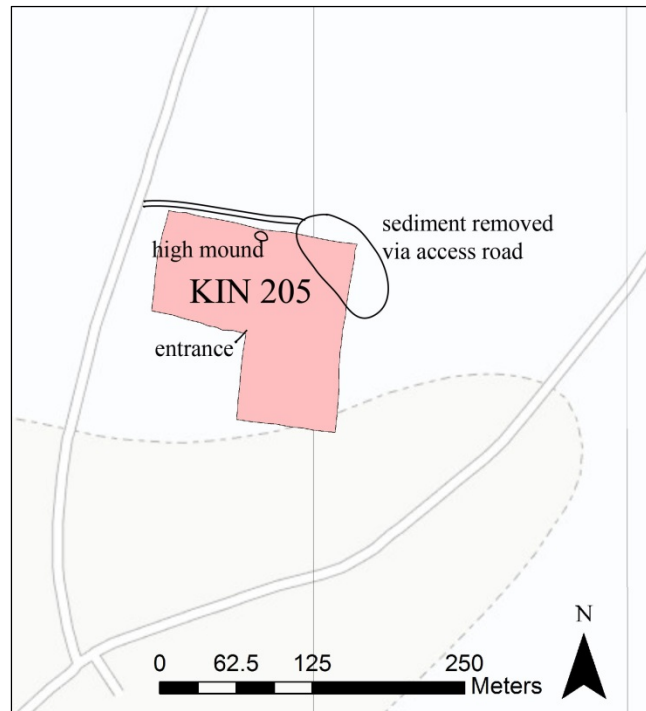 sediment removed
via access road
high mound
KIN 205
entrance
N
0 62.5 125 250
Meters